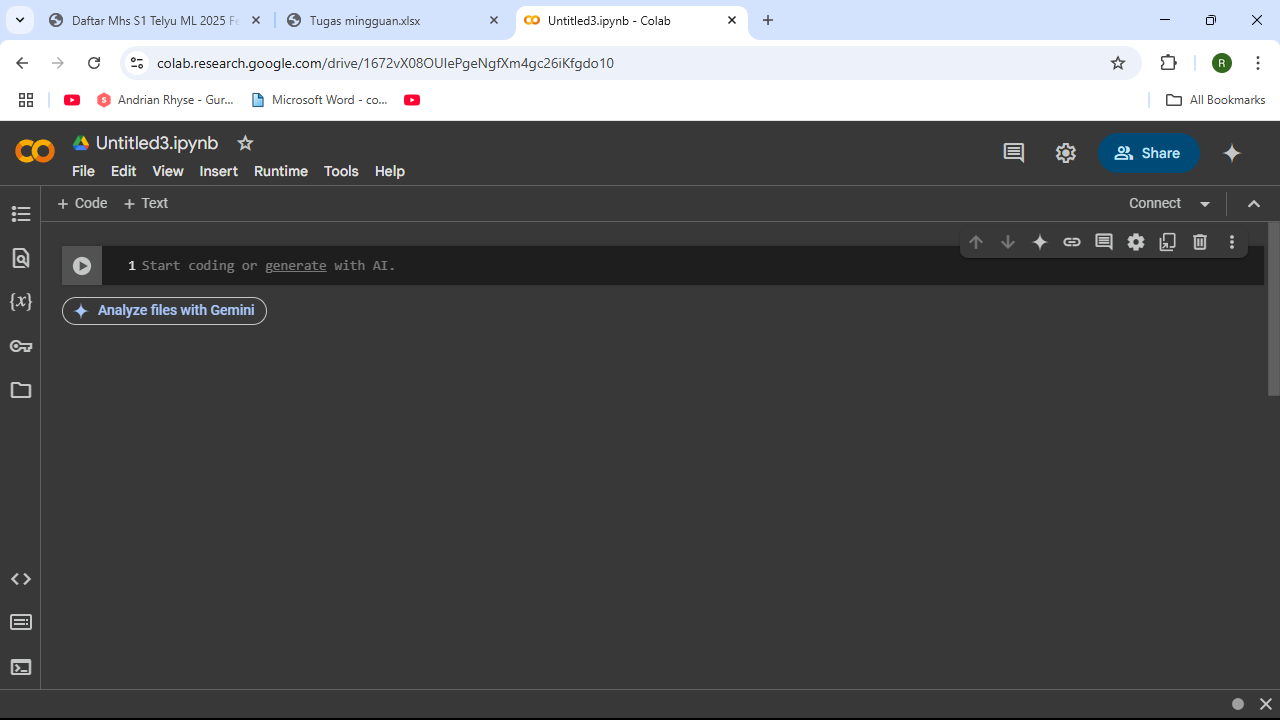 Daftar Mhs S1 Telyu ML 2025 Fe
Tugas mingguan.xlsx
Untitled3.ipynb - Colab
colab.research.google.com/drive/1672vX08OUIePgeNgfXm4gc26iKfgdo10
R
Andrian Rhyse - Gur...
Microsoft Word - co...
All Bookmarks
Untitled3.ipynb
File Edit View Insert Runtime Tools Help
Share
+ Code + Text
Connect
1 Start coding or generate with AI.
Analyze files with Gemini
{x}